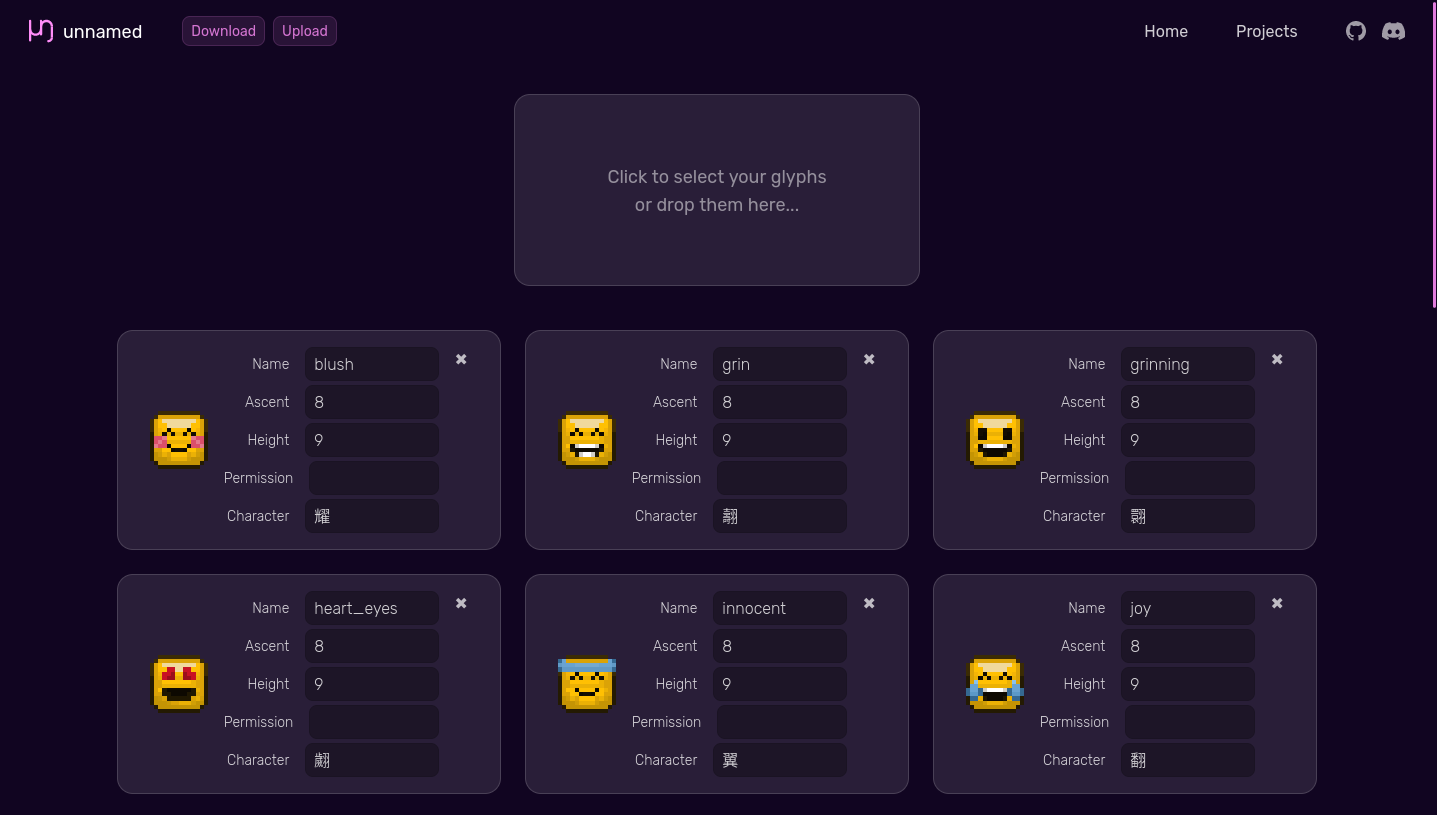 unnamed
Download
Upload
Home
Projects
Click to select your glyphs
or drop them here...
Name
blush
✖
Ascent
8
Height
9
Permission
Character
耀
Name
grin
✖
Ascent
8
Height
9
Permission
Character
Name
grinning
✖
Ascent
8
Height
9
Permission
Character
Name
heart_eyes
✖
Ascent
8
Height
9
Permission
Character
Name
innocent
✖
Ascent
8
Height
9
Permission
Character
翼
Name
joy
✖
Ascent
8
Height
9
Permission
Character
翻